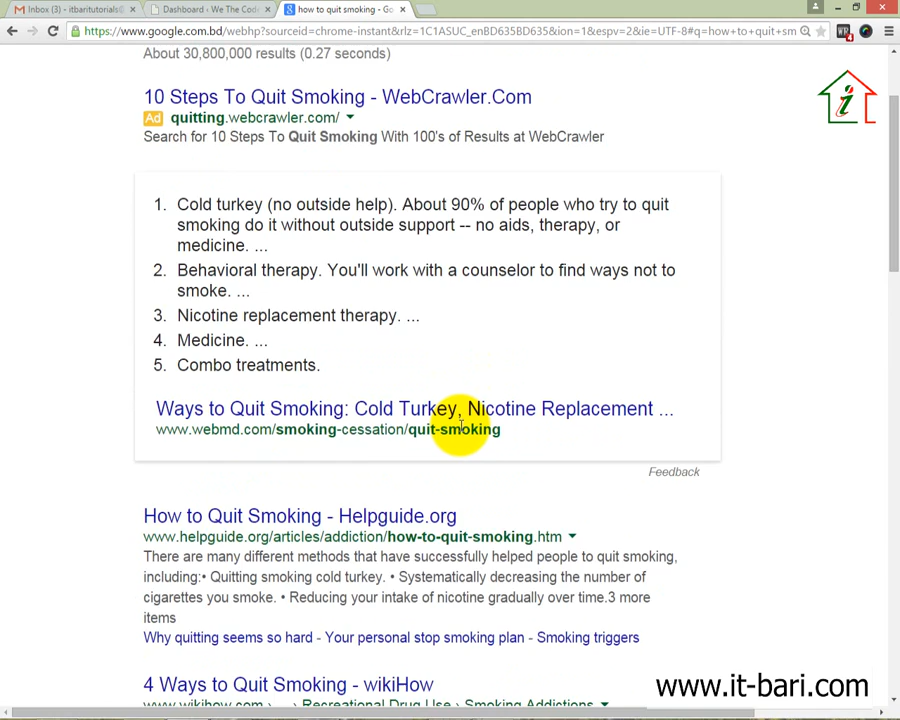 Inbox (3) - itbaritutorials@
Dashboard ‹ We The Code
how to quit smoking - Go
https://www.google.com.bd/webhp?sourceid=chrome-instant&rlz=1C1ASUC_enBD635BD635&ion=1&espv=2&ie=UTF-8#q=how+to+quit+sm
About 30,800,000 results (0.27 seconds)
10 Steps To Quit Smoking - WebCrawler.Com
Ad quitting.webcrawler.com/
Search for 10 Steps To Quit Smoking With 100's of Results at WebCrawler
1. Cold turkey (no outside help). About 90% of people who try to quit
smoking do it without outside support -- no aids, therapy, or
medicine. ...
2. Behavioral therapy. You'll work with a counselor to find ways not to
smoke. ...
3. Nicotine replacement therapy. ...
4. Medicine. ...
5. Combo treatments.
Ways to Quit Smoking: Cold Turkey, Nicotine Replacement ...
www.webmd.com/smoking-cessation/quit-smoking
Feedback
How to Quit Smoking - Helpguide.org
www.helpguide.org/articles/addiction/how-to-quit-smoking.htm
There are many different methods that have successfully helped people to quit smoking,
including:• Quitting smoking cold turkey. • Systematically decreasing the number of
cigarettes you smoke. • Reducing your intake of nicotine gradually over time.3 more
items
Why quitting seems so hard - Your personal stop smoking plan - Smoking triggers
4 Ways to Quit Smoking - wikiHow
www.wikihow.com › ... › Recreational Drug Use › Smoking Addictions
www.it-bari.com